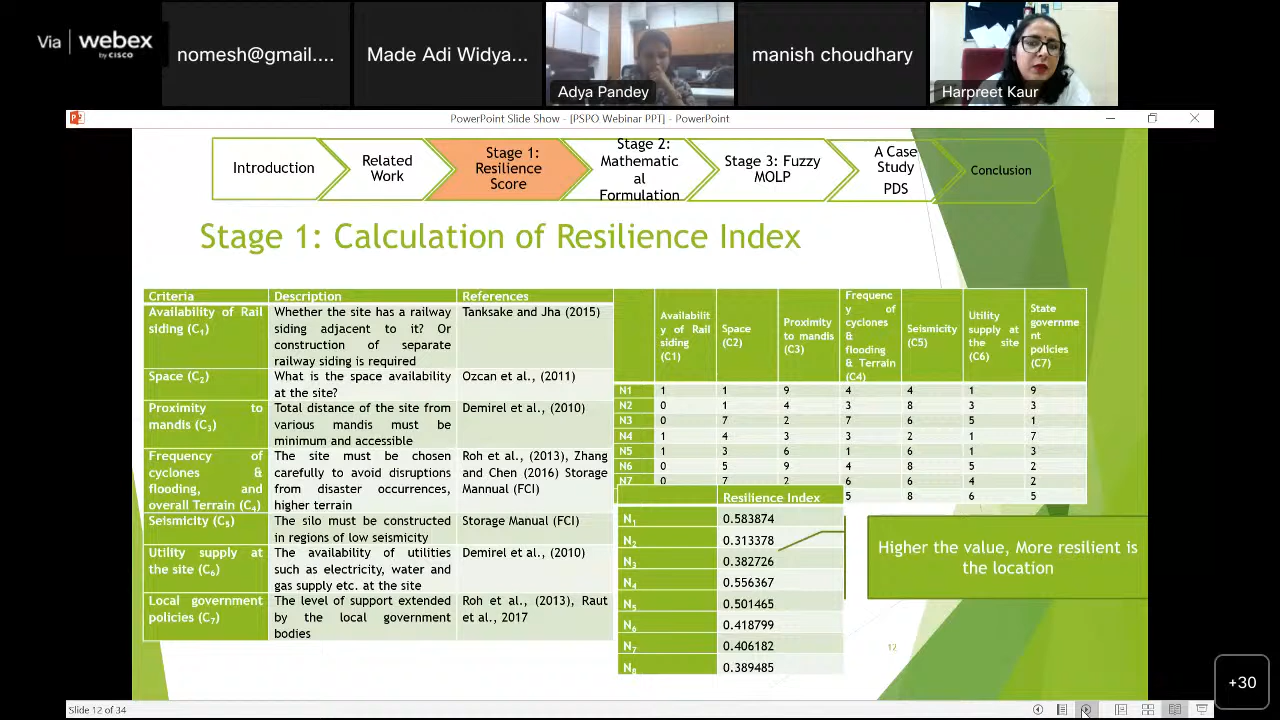 Via webex
by CISCO
nomesh@gmail....
Made Adi Widya...
Adya Pandey
manish choudhary
Harpreet Kaur
PowerPoint Slide Show - [PSPO Webinar PPT] - PowerPoint
Introduction
Related
Work
Stage 1:
Resilience
Score
Stage 2:
Mathematic
al
Formulation
Stage 3: Fuzzy
MOLP
A Case
Study
PDS
Conclusion
Stage 1: Calculation of Resilience Index
Criteria Description References
Availability of Rail siding (C1)
Whether the site has a railway
siding adjacent to it? Or
construction of separate
railway siding is required
Tanksake and Jha (2015)
Space (C2)
What is the space availability
at the site?
Ozcan et al., (2011)
Proximity to
mandis (C3)
Total distance of the site from
various mandis must be
minimum and accessible
Demirel et al., (2010)
Frequency of
cyclones &
flooding, and
overall Terrain (C4)
The site must be chosen
carefully to avoid disruptions
from disaster occurrences,
higher terrain
Roh et al., (2013), Zhang
and Chen (2016) Storage
Mannual (FCI)
Seismicity (C5)
The silo must be constructed
in regions of low seismicity
Storage Manual (FCI)
Utility supply at
the site (C6)
The availability of utilities
such as electricity, water and
gas supply etc. at the site
Demirel et al., (2010)
Local government
policies (C7)
The level of support extended
by the local government
bodies
Roh et al., (2013), Raut
et al., 2017
Availabilit
y of Rail
siding
(C1)
Space
(C2)
Proximity
to mandis
(C3)
Frequenc
y of
cyclones
&
flooding
& Terrain
(C4)
Seismicity
(C5)
Utility
supply at
the site
(C6)
State
governme
nt
policies
(C7)
N1 1 1 9 4 4 1 9
N2 0 1 4 3 8 3 3
N3 0 7 2 7 6 5 1
N4 1 4 3 3 2 1 7
N5 1 3 6 1 6 1 3
N6 0 5 9 4 8 5 2
N7 0 7 2 6 6 4 2
5 8 6 5
Resilience Index
N1 0.583874
N2 0.313378
N3 0.382726
N4 0.556367
N5 0.501465
N6 0.418799
N7 0.406182
N8 0.389485
Higher the value, More resilient is
the location
12
Slide 12 of 34
+30